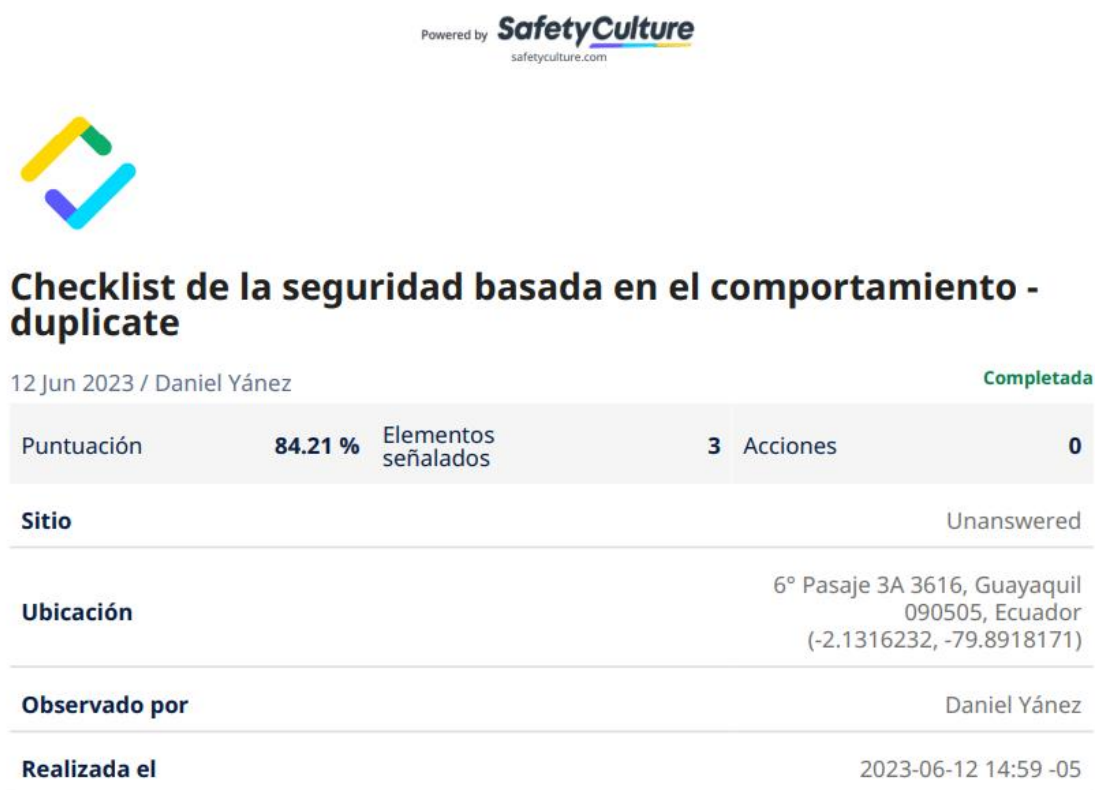 Powered by SafetyCulture
safetyculture.com
Checklist de la seguridad basada en el comportamiento -
duplicate
12 Jun 2023 / Daniel Yánez
Completada
Puntuación 84.21 %
Elementos
señalados 3
Acciones 0
Sitio Unanswered
Ubicación
6° Pasaje 3A 3616, Guayaquil
090505, Ecuador
(-2.1316232, -79.8918171)
Observado por Daniel Yánez
Realizada el 2023-06-12 14:59 -05